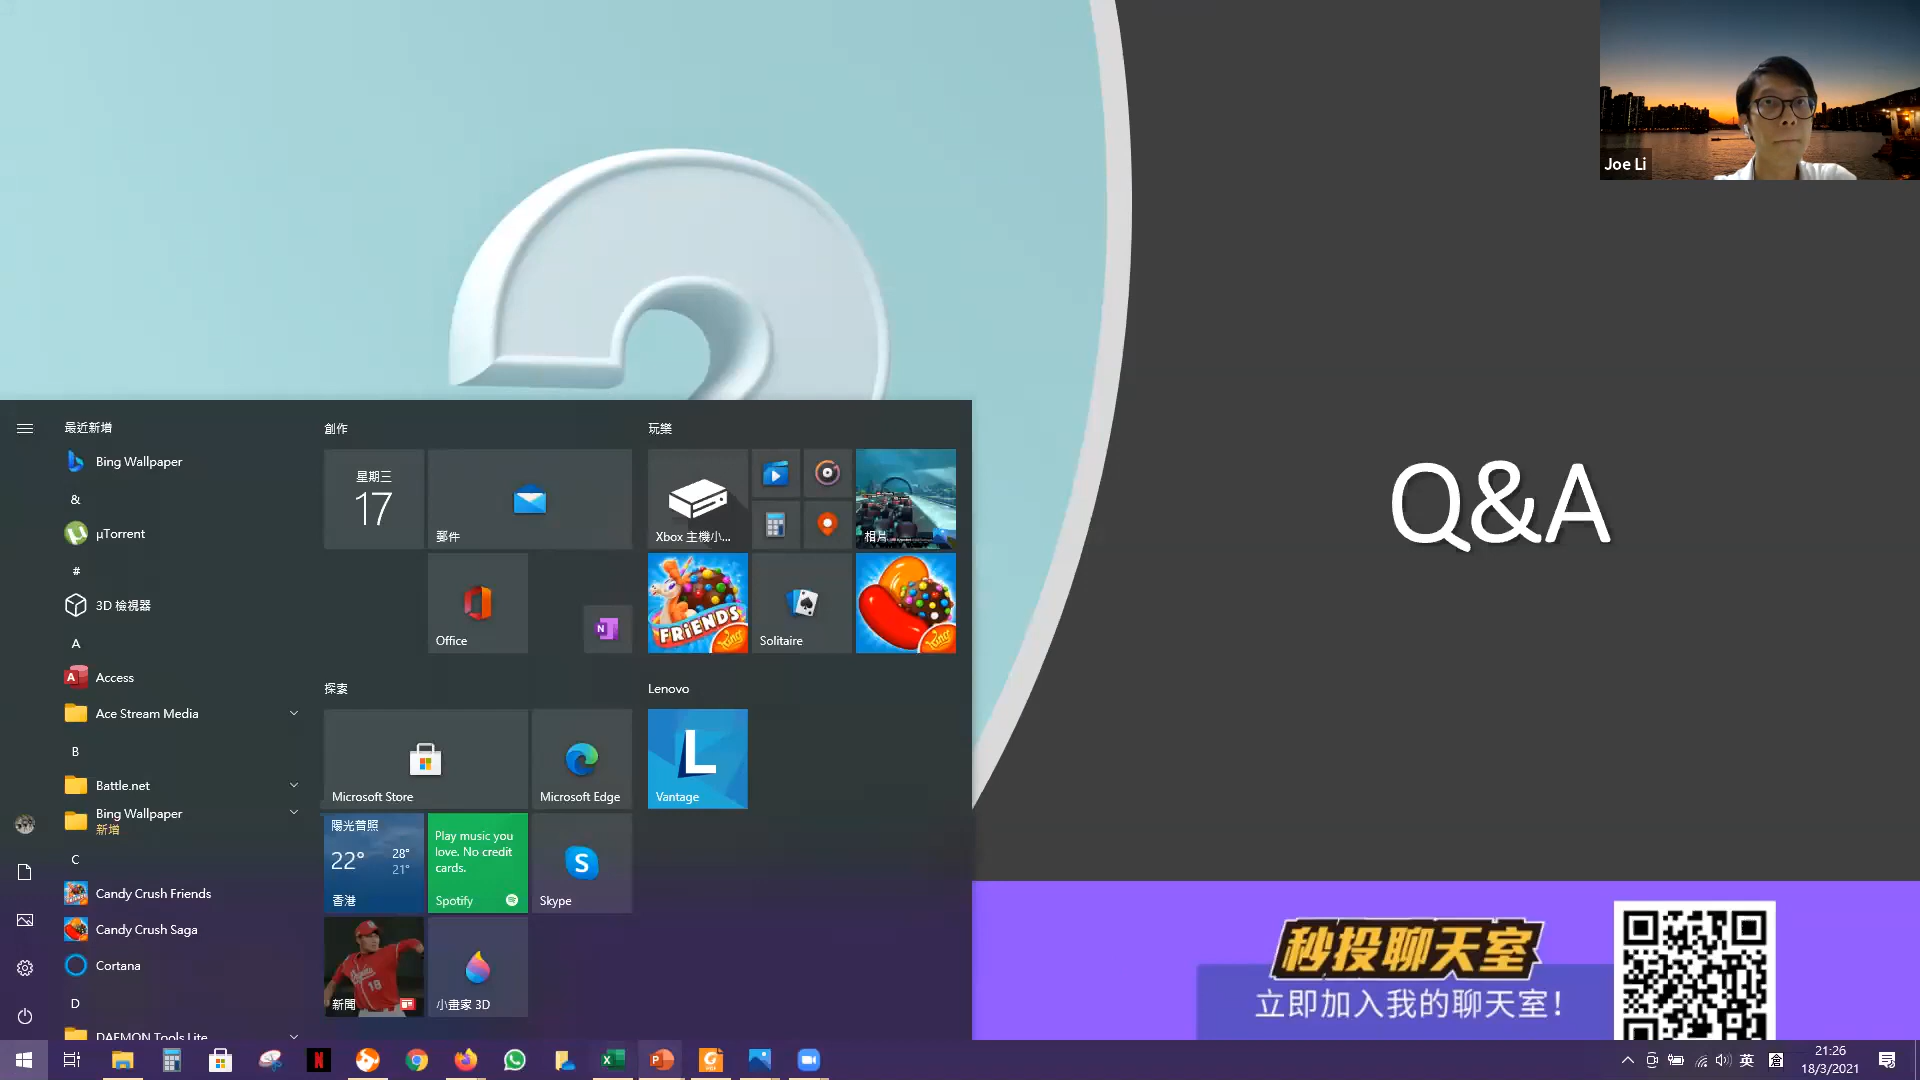 Joe Li
Q&A
最近新增
Bing Wallpaper
&
µTorrent
#
3D 檢視器
A
Access
Ace Stream Media
B
Battle.net
Bing Wallpaper
新增
C
Candy Crush Friends
Candy Crush Saga
Cortana
D
DAEMON Tools Lite
創作
星期三
17
郵件
Office
N
玩樂
Xbox 主機小...
相片
FRIENDS
King
Solitaire
King
探索
Microsoft Store
Microsoft Edge
陽光普照
22°
28°
21°
香港
Play music you
love. No credit
cards.
Spotify
Skype
新聞
18
小畫家 3D
Lenovo
L
Vantage
秒投聊天室
立即加入我的聊天室!
英
倉
21:26
18/3/2021